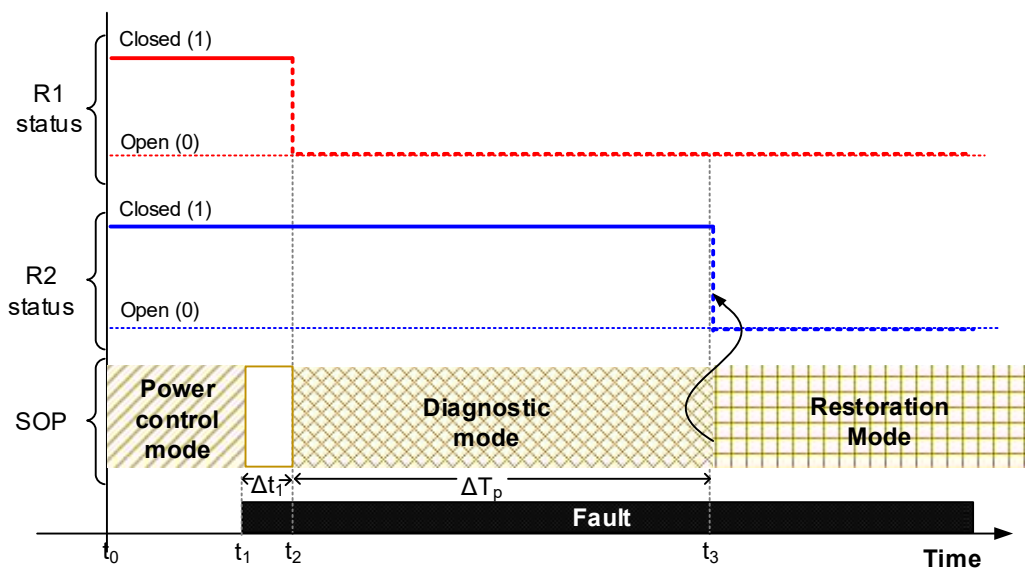 Closed (1)
R1
status
Open (0)
Closed (1)
R2
status
Open (0)
SOP
Power
control
mode
Diagnostic
mode
Restoration
Mode
Δt₁
ΔTₚ
Fault
t₀
t₁
t₂
t₃
Time